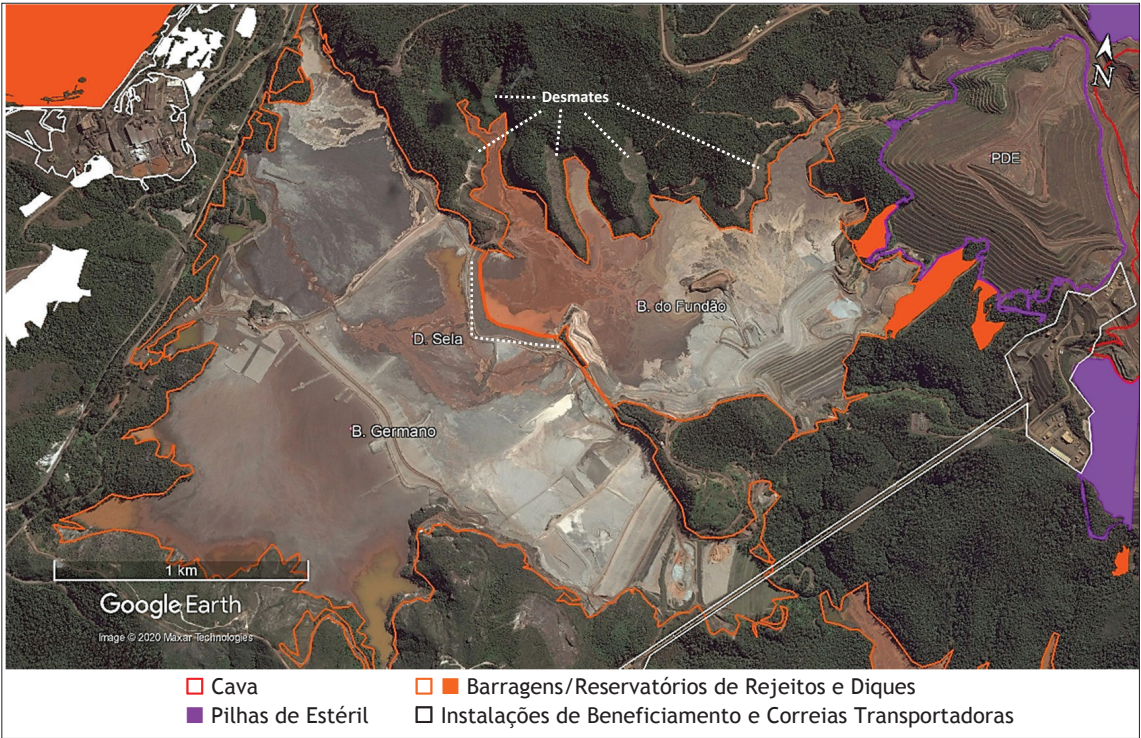 Desmates
N
PDE
B. do Fundão
D. Sela
B. Germano
1 km
Google Earth
Image © 2020 Maxar Technologies
Cava
Barragens/Reservatórios de Rejeitos e Diques
Pilhas de Estéril
Instalações de Beneficiamento e Correias Transportadoras